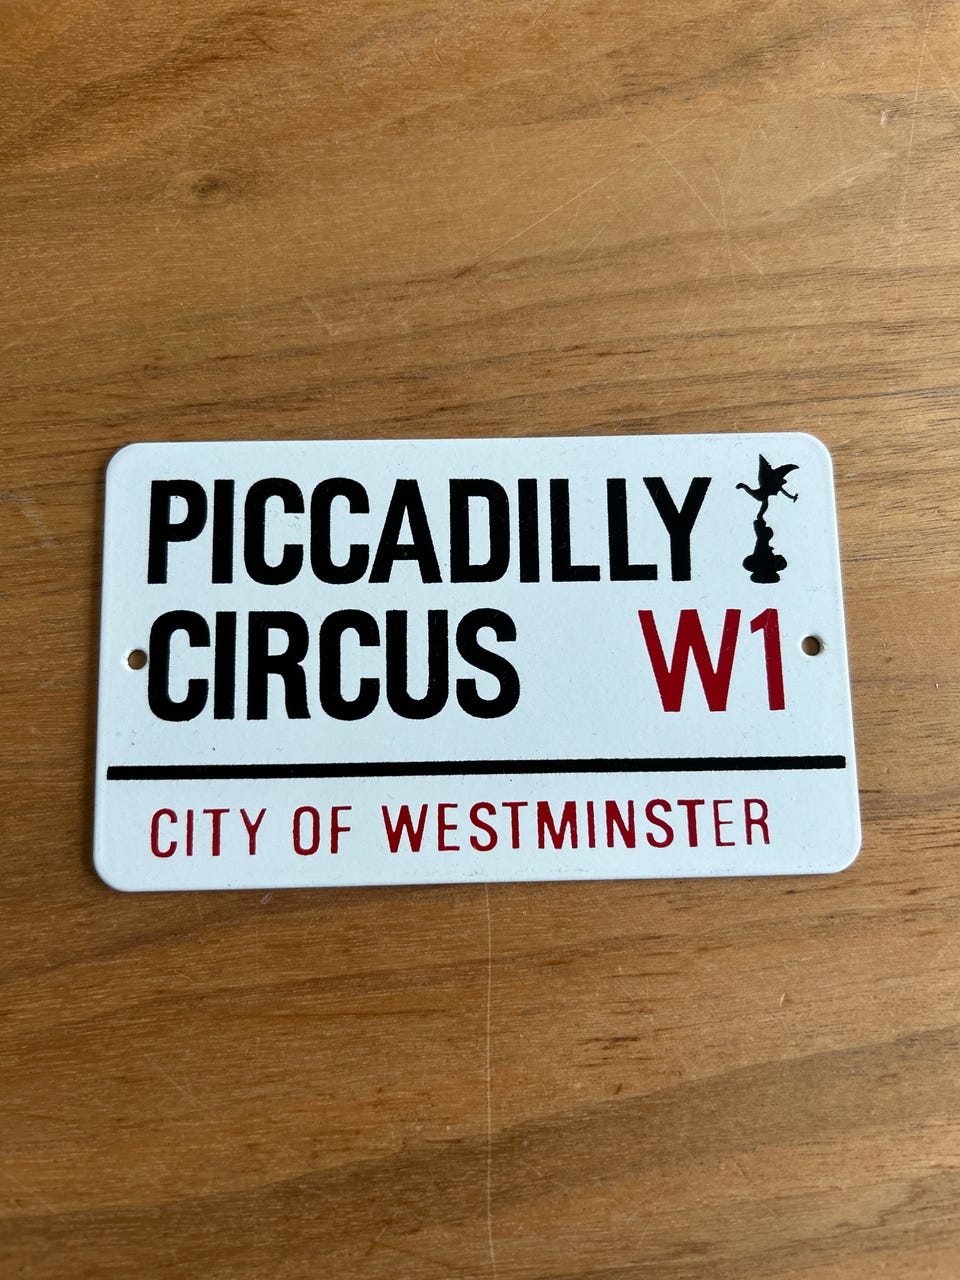 PICCADILLY
CIRCUS W1
CITY OF WESTMINSTER